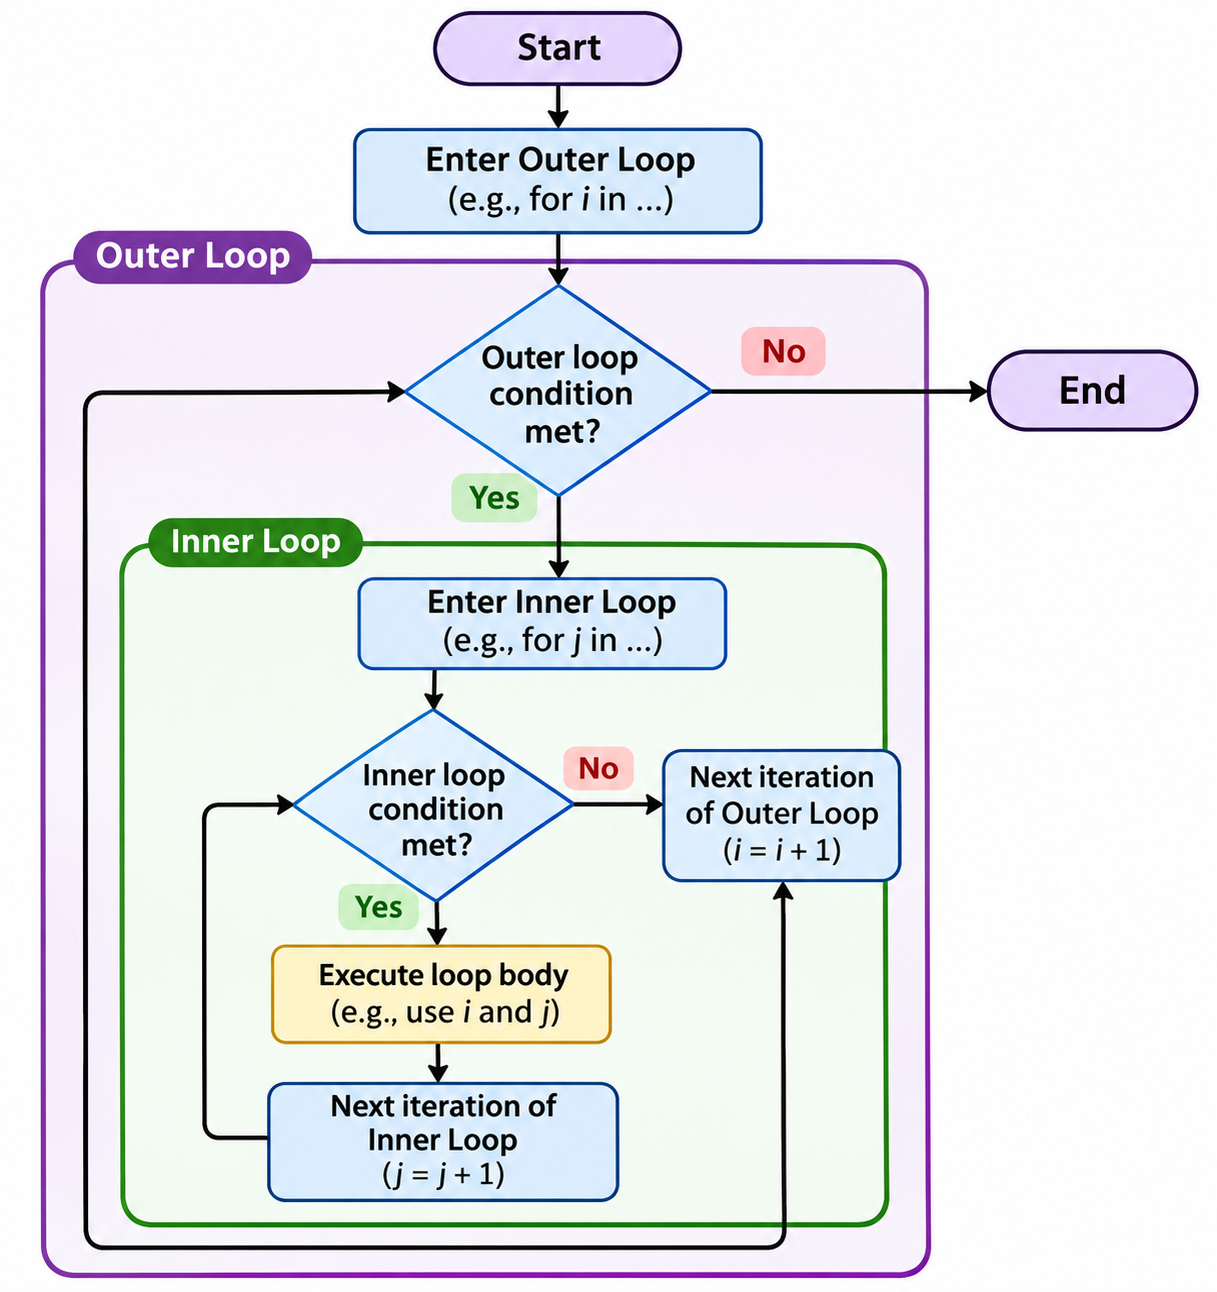 Start
Enter Outer Loop
(e.g., for i in ...)
Outer Loop
Outer loop
condition
met?
No
End
Yes
Inner Loop
Enter Inner Loop
(e.g., for j in ...)
Inner loop
condition
met?
No
Next iteration
of Outer Loop
(i = i + 1)
Yes
Execute loop body
(e.g., use i and j)
Next iteration of
Inner Loop
(j = j + 1)